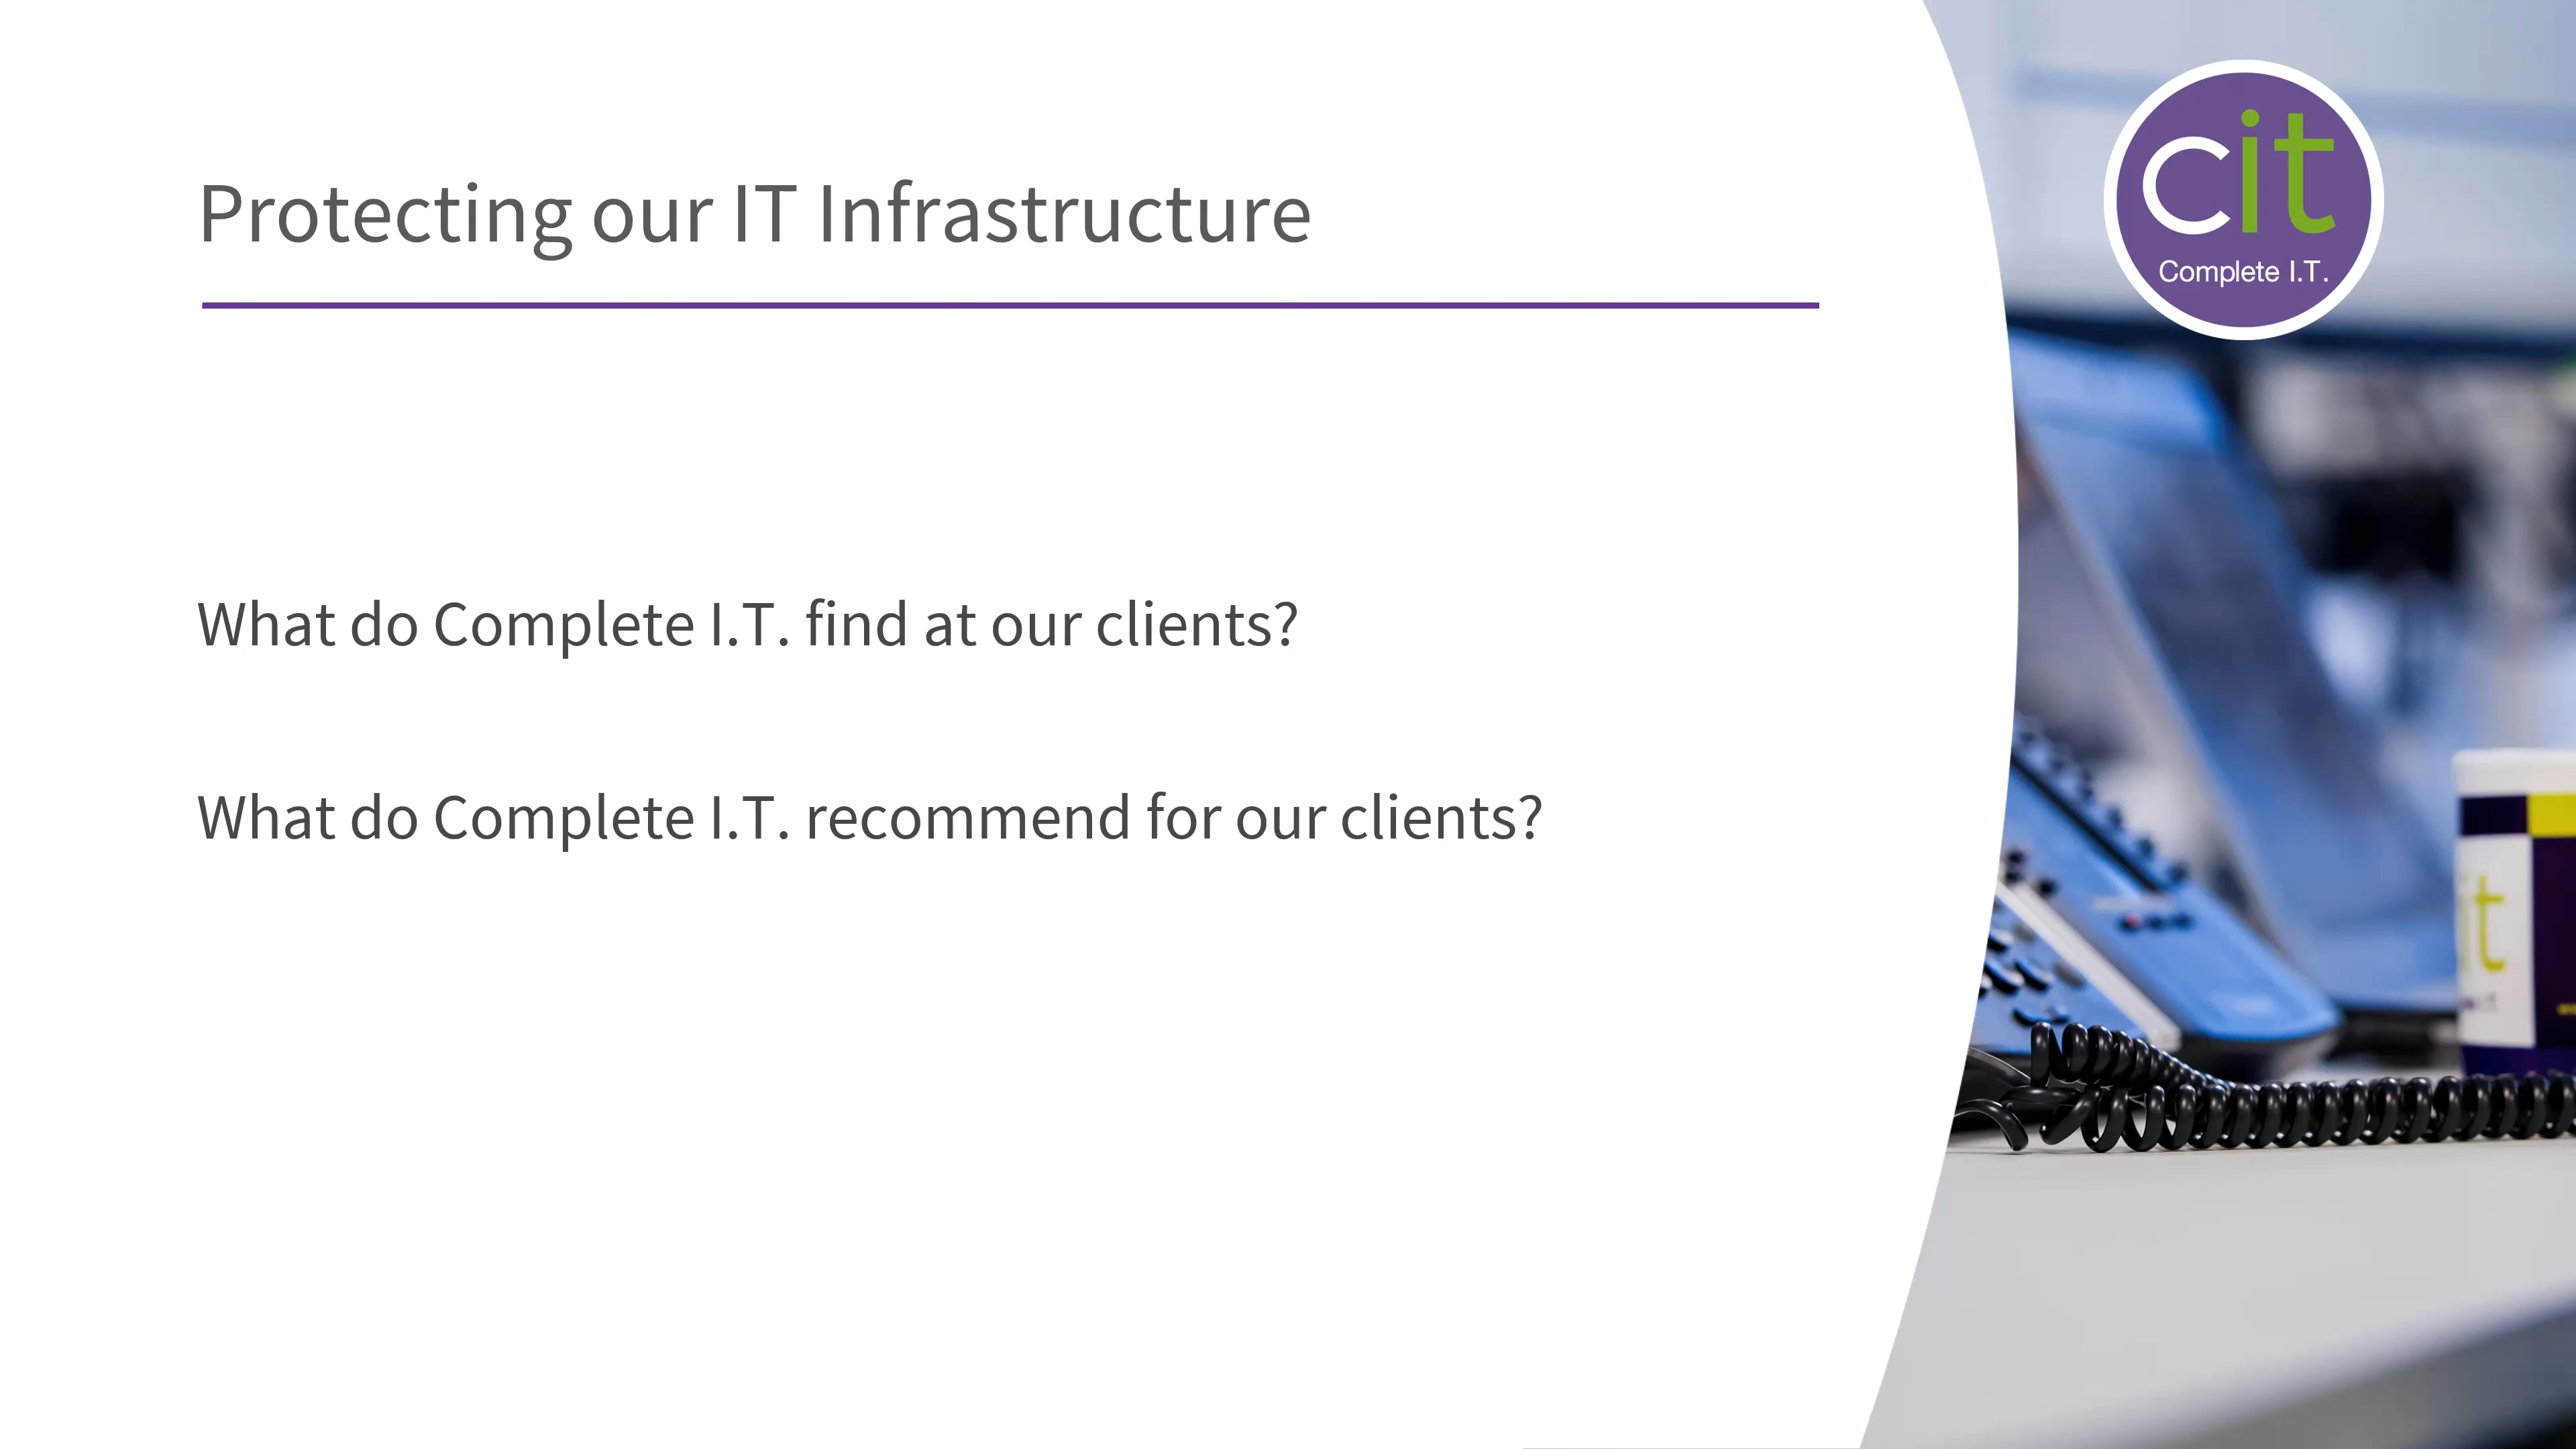 Protecting our IT Infrastructure
cit
Complete I.T.
What do Complete I.T. find at our clients?
What do Complete I.T. recommend for our clients?
it